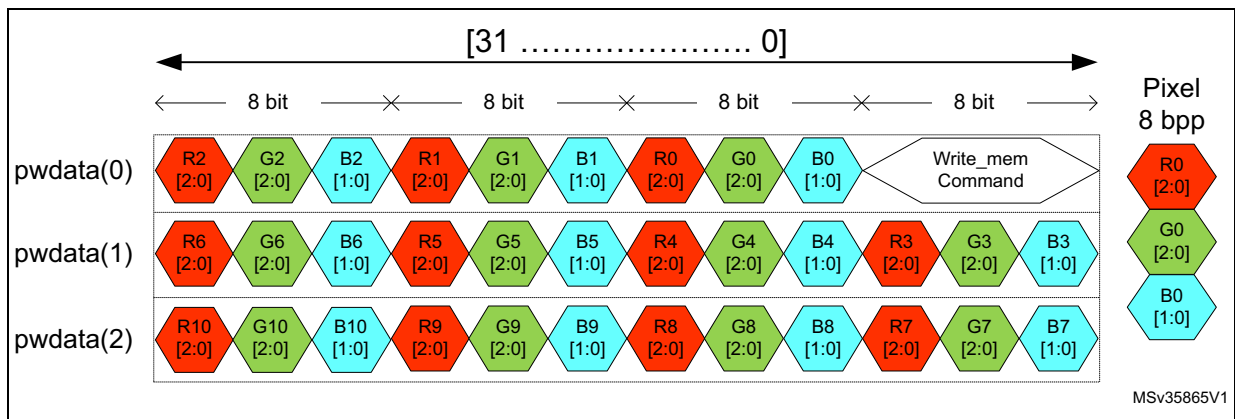 [31 ...................... 0]
8 bit 8 bit 8 bit 8 bit
Pixel
8 bpp
pwdata(0)
R2 G2 B2 R1 G1 B1 R0 G0 B0 Write_mem
[2:0] [2:0] [1:0] [2:0] [2:0] [1:0] [2:0] [2:0] [1:0] Command
R0
[2:0]
pwdata(1)
R6 G6 B6 R5 G5 B5 R4 G4 B4 R3 G3 B3
[2:0] [2:0] [1:0] [2:0] [2:0] [1:0] [2:0] [2:0] [1:0] [2:0] [2:0] [1:0]
G0
[2:0]
pwdata(2)
R10 G10 B10 R9 G9 B9 R8 G8 B8 R7 G7 B7
[2:0] [2:0] [1:0] [2:0] [2:0] [1:0] [2:0] [2:0] [1:0] [2:0] [2:0] [1:0]
B0
[1:0]
MSv35865V1